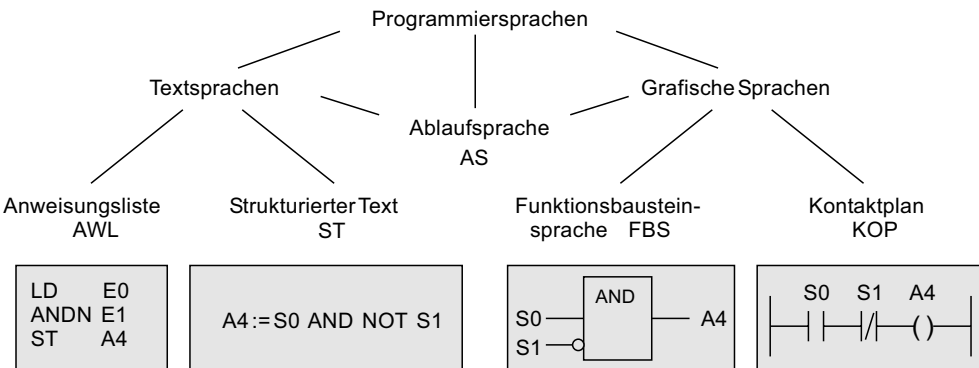 Programmiersprachen
Textsprachen
Grafische Sprachen
Ablaufsprache
AS
Anweisungsliste
AWL
Strukturierter Text
ST
Funktionsbaustein-
sprache FBS
Kontaktplan
KOP
LD E0
ANDN E1
ST A4
A4:=S0 AND NOT S1
AND
S0
A4
S1
S0 S1 A4
( )